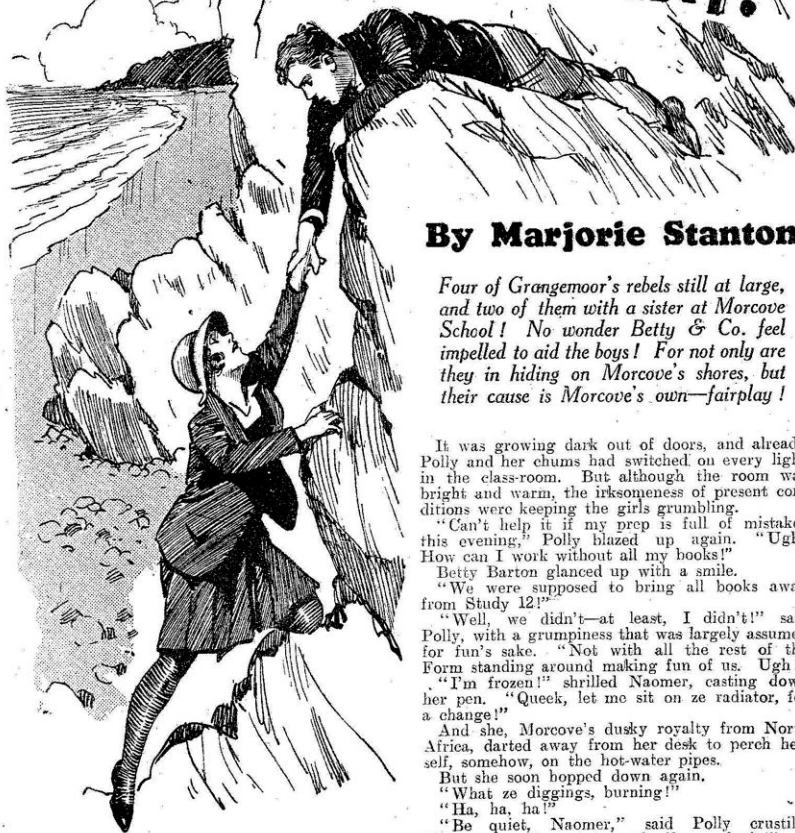 By Marjorie Stanton
Four of Grangemoor's rebels still at large,
and two of them with a sister at Morcove
School! No wonder Betty & Co. feel
impelled to aid the boys! For not only are
they in hiding on Morcove's shores, but
their cause is Morcove's own—fairplay!
It was growing dark out of doors, and alread
Polly and her chums had switched on every ligh
in the class-room. But although the room wa
bright and warm, the irksomeness of present con
ditions were keeping the girls grumbling.
"Can't help it if my prep is full of mistake
this evening," Polly blazed up again. "Ugh
How can I work without all my books!"
Betty Barton glanced up with a smile.
"We were supposed to bring all books awa
from Study 12!"
"Well, we didn't—at least, I didn't!" sa
Polly, with a grumpiness that was largely assume
for fun's sake. "Not with all the rest of th
Form standing around making fun of us. Ugh
"I'm frozen!" shrilled Naomer, casting dow
her pen. "Queek, let me sit on ze radiator, f
a change!"
And she, Morcove's dusky royalty from Nor
Africa, darted away from her desk to perch he
self, somehow, on the hot-water pipes.
But she soon hopped down again.
"What ze diggings, burning!"
"Ha, ha, ha!"
"Be quiet, Naomer," said Polly crustil